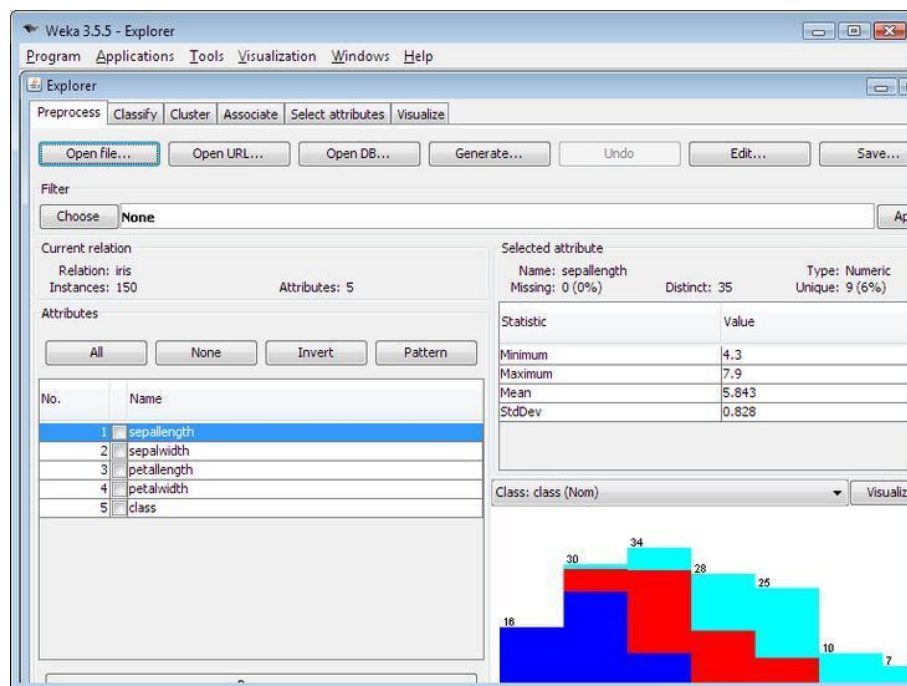 Weka 3.5.5 - Explorer
Program Applications Tools Visualization Windows Help
Explorer
Preprocess Classify Cluster Associate Select attributes Visualize
Open file... Open URL... Open DB... Generate... Undo Edit... Save...
Filter
Choose None Ap
Current relation
Relation: iris
Instances: 150 Attributes: 5
Selected attribute
Name: sepallength Type: Numeric
Missing: 0 (0%) Distinct: 35 Unique: 9 (6%)
Attributes
All None Invert Pattern
No. Name
1 sepallength
2 sepalwidth
3 petallength
4 petalwidth
5 class
Statistic Value
Minimum 4.3
Maximum 7.9
Mean 5.843
StdDev 0.828
Class: class (Nom) Visualiz
16 30 34 28 25 10 7